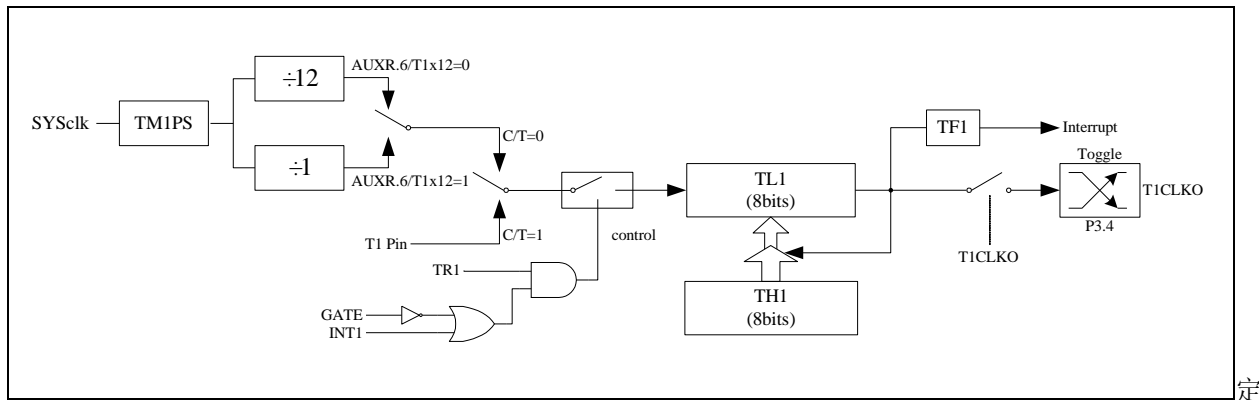 AUXR.6/T1x12=0
÷12
SYSclk
TM1PS
TF1
Interrupt
C/T=0
÷1
Toggle
AUXR.6/T1x12=1
TL1
(8bits)
T1CLKO
T1 Pin
C/T=1
control
P3.4
T1CLKO
TR1
TH1
(8bits)
GATE
INT1
定